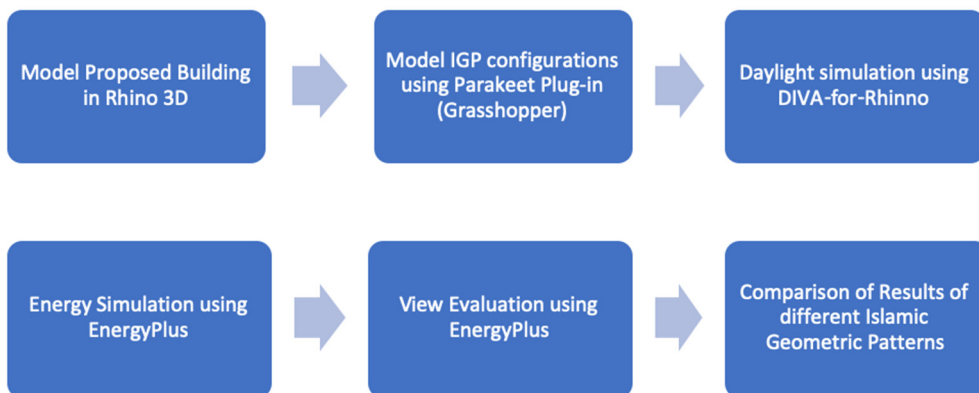 Model Proposed Building
in Rhino 3D
Model IGP configurations
using Parakeet Plug-in
(Grasshopper)
Daylight simulation using
DIVA-for-Rhinno
Energy Simulation using
EnergyPlus
View Evaluation using
EnergyPlus
Comparison of Results of
different Islamic
Geometric Patterns